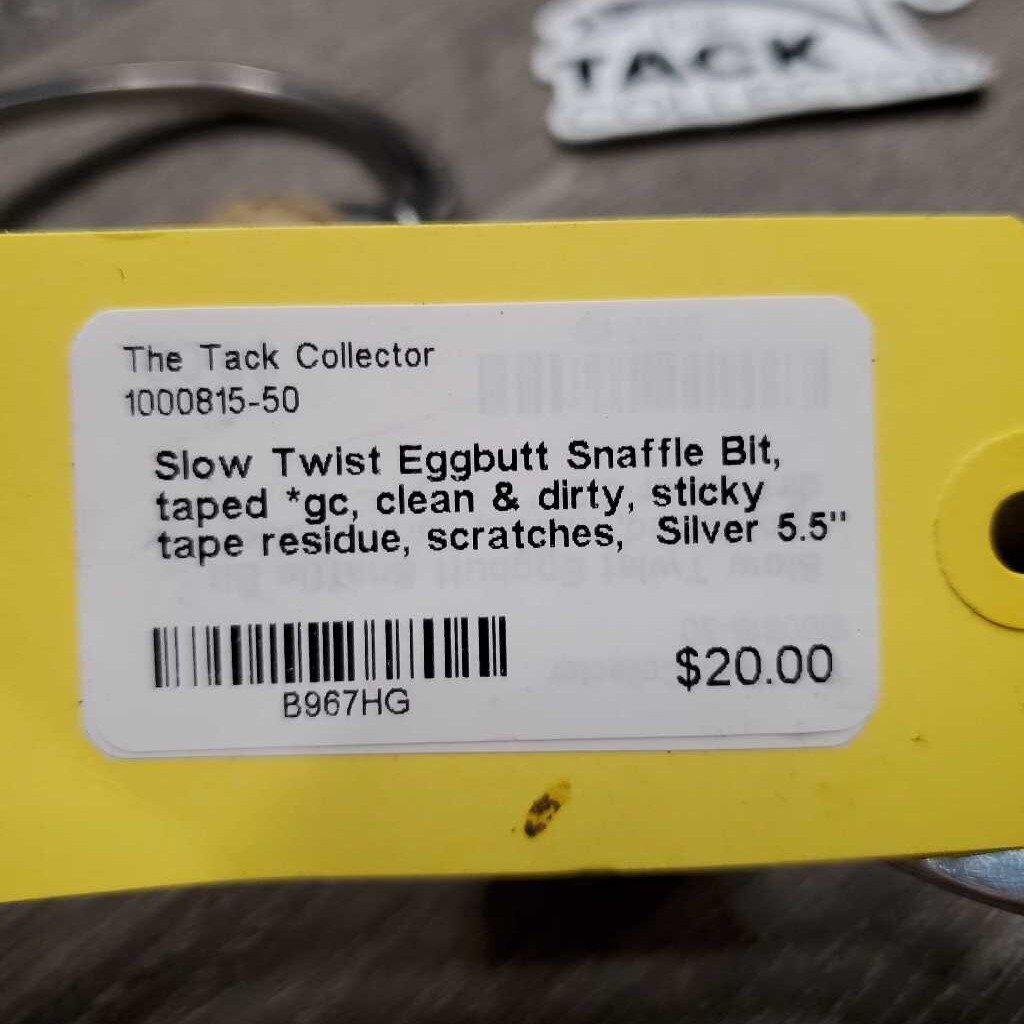 TACK
The Tack Collector
1000815-50
Slow Twist Eggbutt Snaffle Bit,
taped *gc, clean & dirty, sticky
tape residue, scratches, Silver 5.5"
B967HG
$20.00